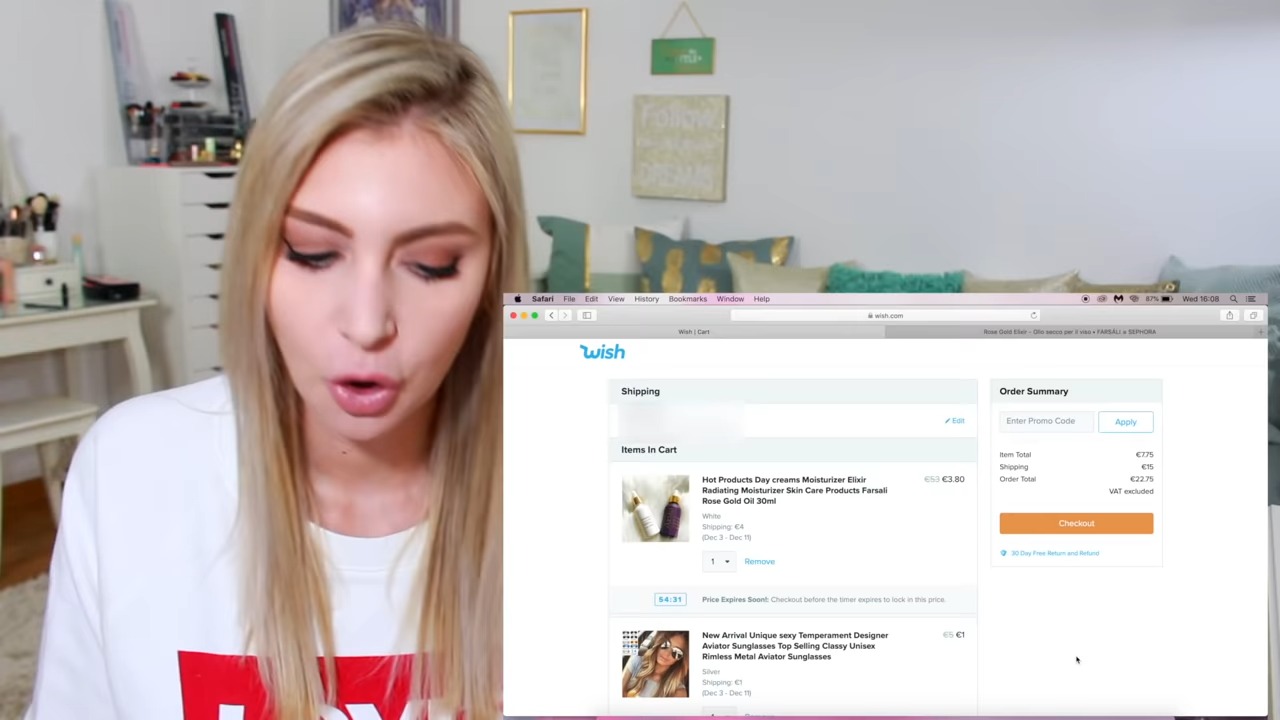 Follow
DREAMS
Safari File Edit View History Bookmarks Window Help
87% Wed 16:08
wish.com
Wish | Cart
Rose Gold Elixir – Olio secco per il viso • FARSÁLI ≡ SEPHORA
wish
Shipping
Edit
Items In Cart
Hot Products Day creams Moisturizer Elixir
Radiating Moisturizer Skin Care Products Farsali
Rose Gold Oil 30ml
€53 €3.80
White
Shipping: €4
(Dec 3 - Dec 11)
1
Remove
54:31
Price Expires Soon! Checkout before the timer expires to lock in this price.
New Arrival Unique sexy Temperament Designer
Aviator Sunglasses Top Selling Classy Unisex
Rimless Metal Aviator Sunglasses
€5 €1
Silver
Shipping: €1
(Dec 3 - Dec 11)
Order Summary
Enter Promo Code
Apply
Item Total €7.75
Shipping €15
Order Total €22.75
VAT excluded
Checkout
30 Day Free Return and Refund